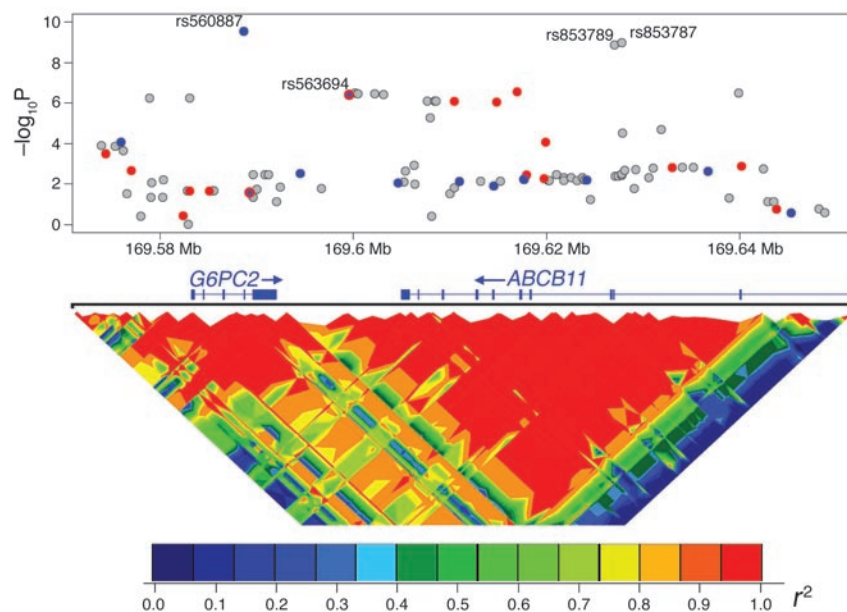 10
rs560887
rs853789
rs853787
8
rs563694
6
4
2
0
–log10P
169.58 Mb
169.6 Mb
169.62 Mb
169.64 Mb
G6PC2→
←ABCB11
0.0
0.1
0.2
0.3
0.4
0.5
0.6
0.7
0.8
0.9
1.0
r²